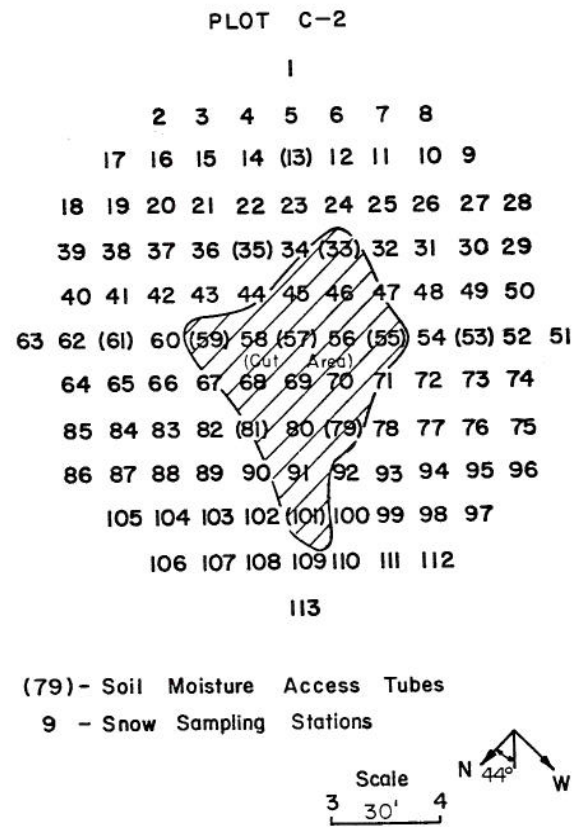 PLOT C-2
1
2 3 4 5 6 7 8
17 16 15 14 (13) 12 11 10 9
18 19 20 21 22 23 24 25 26 27 28
39 38 37 36 (35) 34 (33) 32 31 30 29
40 41 42 43 44 45 46 47 48 49 50
63 62 (61) 60 (59) 58 (57) 56 (55) 54 (53) 52 51
(Cut Area)
64 65 66 67 68 69 70 71 72 73 74
85 84 83 82 (81) 80 (79) 78 77 76 75
86 87 88 89 90 91 92 93 94 95 96
105 104 103 102 (101) 100 99 98 97
106 107 108 109 110 111 112
113
(79) - Soil Moisture Access Tubes
9 - Snow Sampling Stations
N 44° W
Scale
3 30' 4